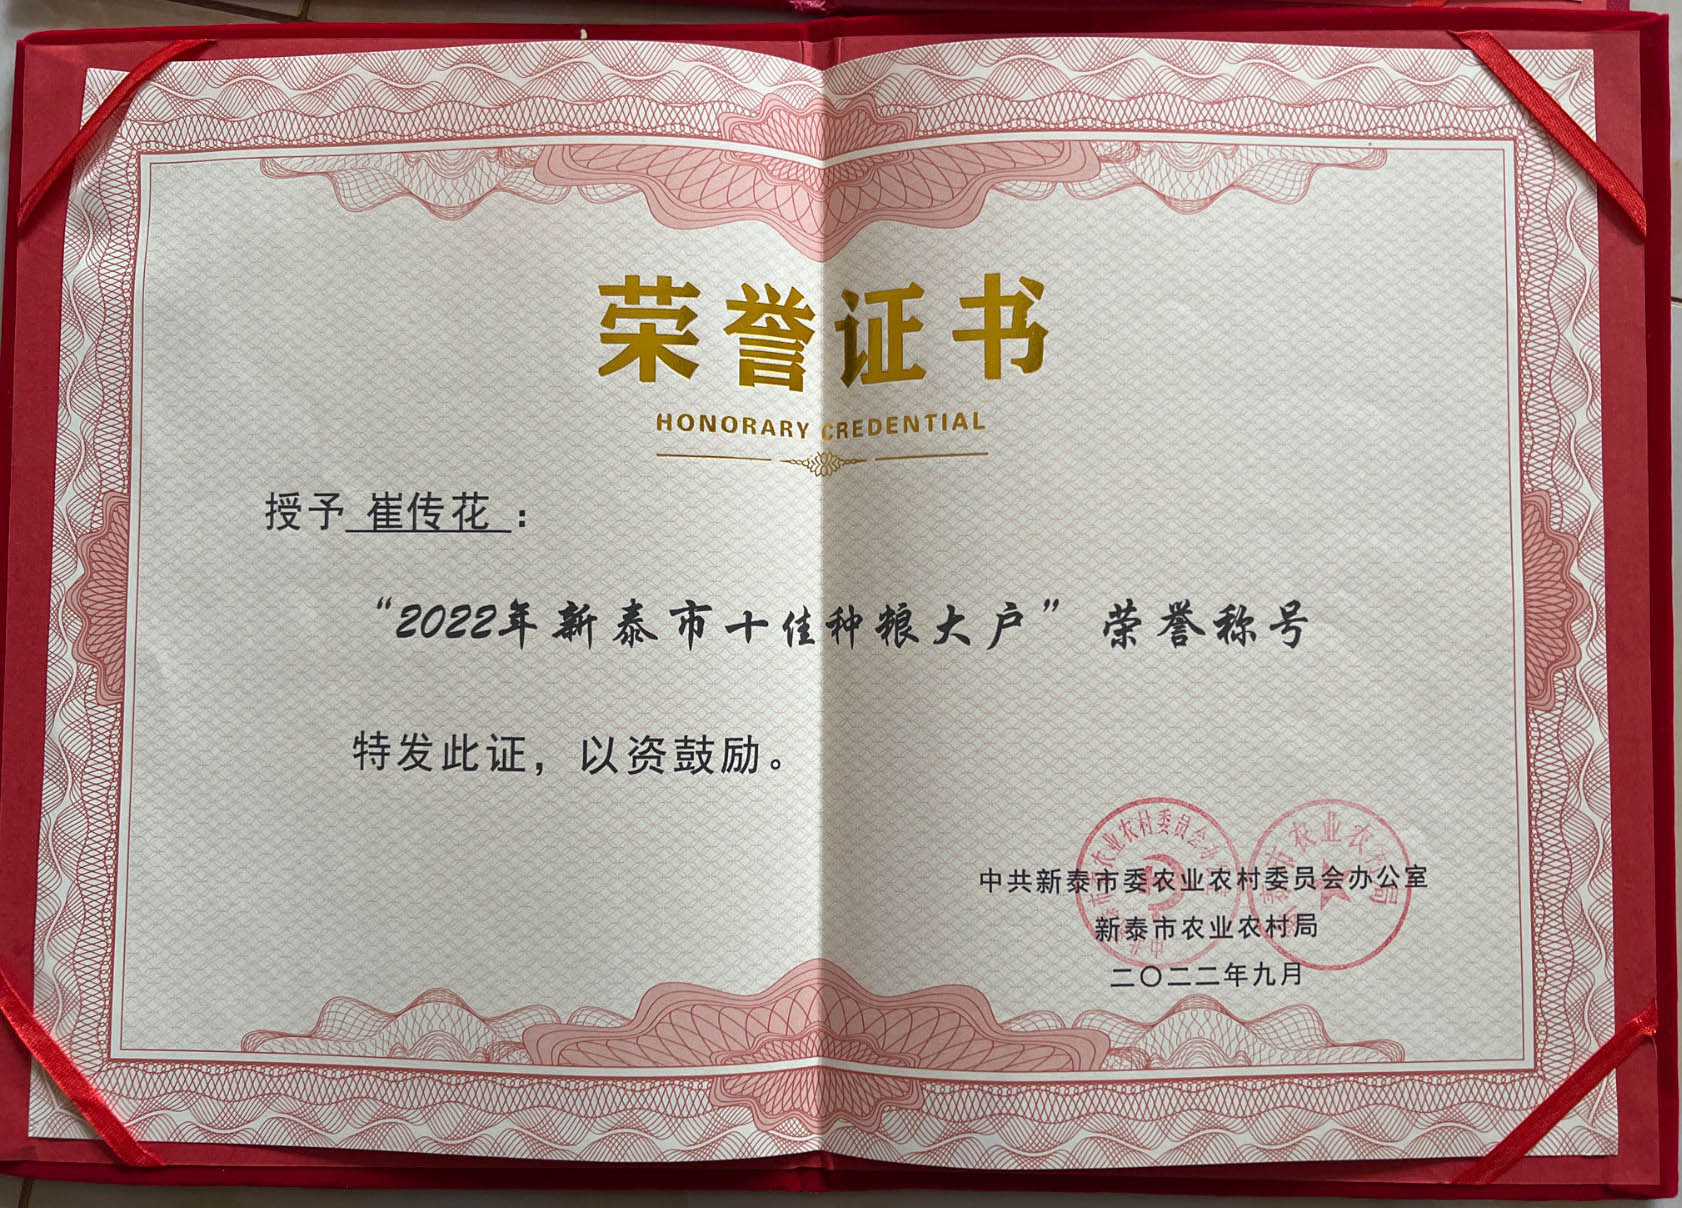 荣誉证书
HONORARY CREDENTIAL
授予 崔传花 ：
“2022年新泰市十佳种粮大户” 荣誉称号
特发此证，以资鼓励。
中共新泰市委农业农村委员会办公室
新泰市农业农村局
二〇二二年九月